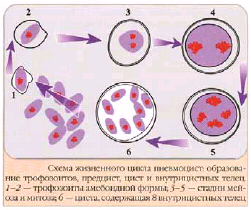 2
3
4
1
6
5
Схема жизненного цикла пневмоцист: образова-
ние трофозоитов, предцист, цист и внутрицистных телец.
1–2 — трофозоиты амебоидной формы; 3–5 — стадии мей-
оза и митоза; 6 — циста, содержащая 8 внутрицистных телец